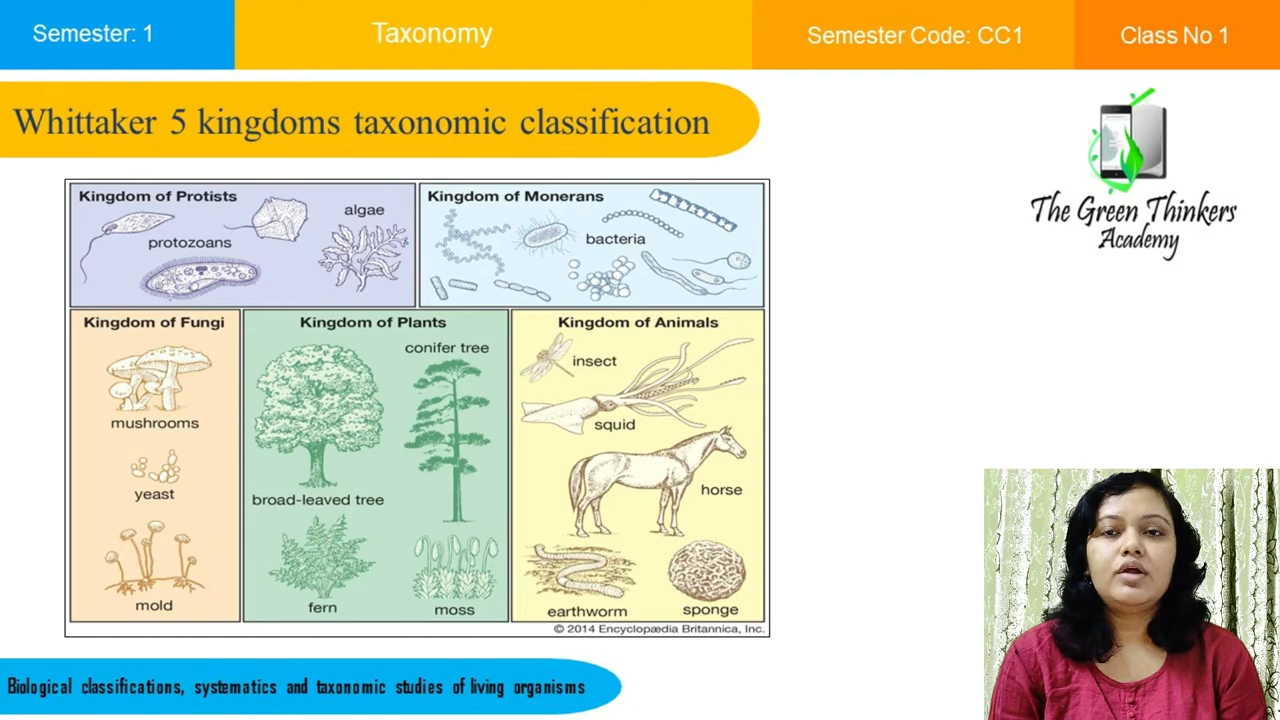 Semester: 1
Taxonomy
Semester Code: CC1
Class No 1
Whittaker 5 kingdoms taxonomic classification
The Green Thinkers
Academy
Kingdom of Protists
protozoans
algae
Kingdom of Monerans
bacteria
Kingdom of Fungi
mushrooms
yeast
mold
Kingdom of Plants
conifer tree
broad-leaved tree
fern
moss
Kingdom of Animals
insect
squid
horse
earthworm
sponge
© 2014 Encyclopædia Britannica, Inc.
Biological classifications, systematics and taxonomic studies of living organisms